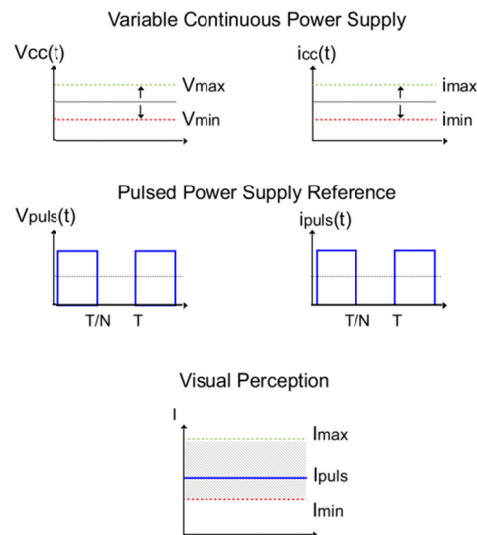 Variable Continuous Power Supply
Vcc(t)
icc(t)
Vmax
imax
Vmin
imin
Pulsed Power Supply Reference
Vpuls(t)
ipuls(t)
T/N T
T/N T
Visual Perception
I
Imax
Ipuls
Imin